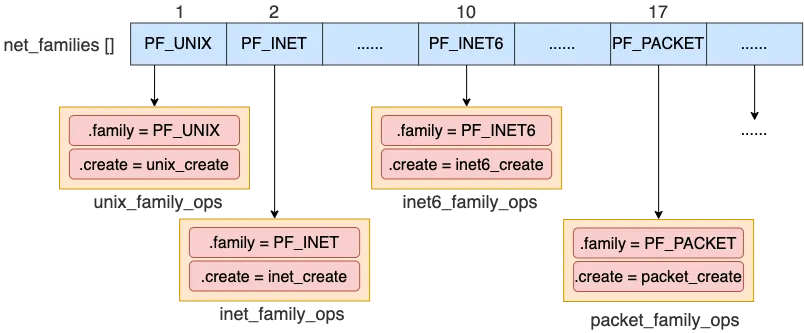 1 2 10 17
net_families [] PF_UNIX PF_INET ...... PF_INET6 ...... PF_PACKET ......
.family = PF_UNIX
.create = unix_create
unix_family_ops
.family = PF_INET6
.create = inet6_create
inet6_family_ops
......
.family = PF_INET
.create = inet_create
inet_family_ops
.family = PF_PACKET
.create = packet_create
packet_family_ops